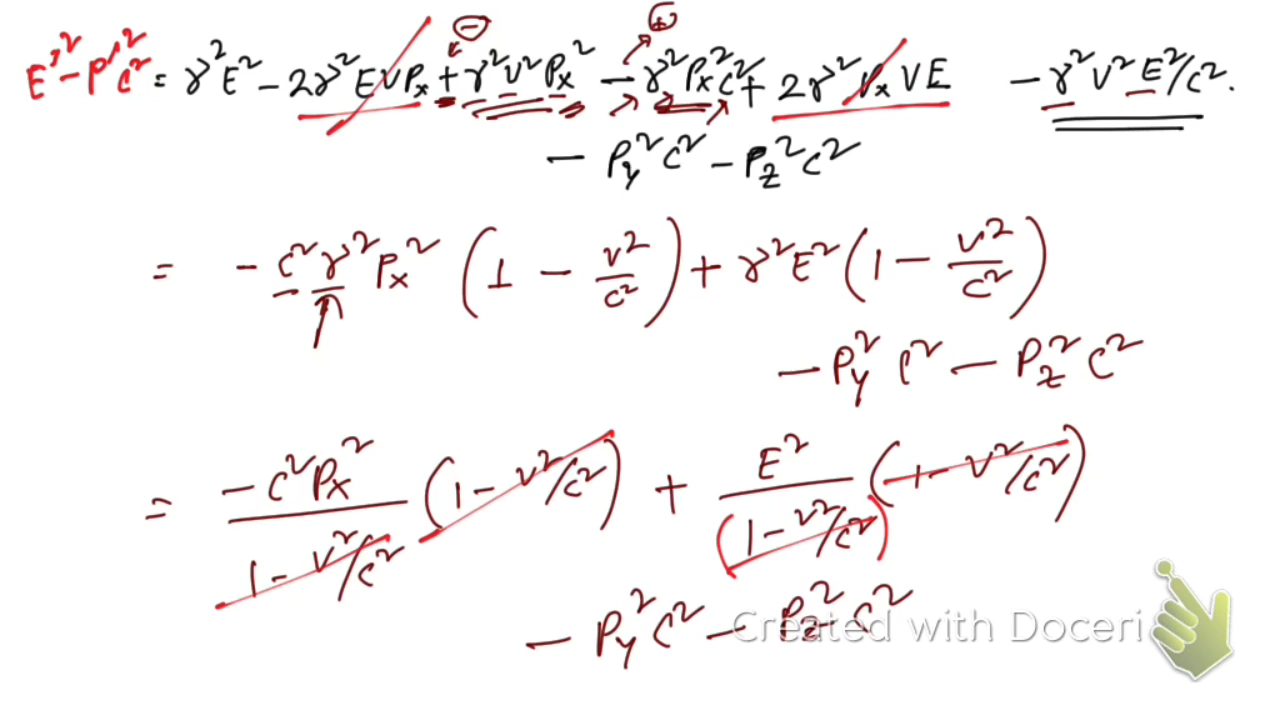 E'² - P'²c² = γ²E² - 2γ²EVPₓ + γ²v²Pₓ² - γ²Pₓ²c² + 2γ²PₓVE - γ²V²E²/c².
- +
- P_y²c² - P_z²c²
= - c²γ²Pₓ² (1 - v²/c²) + γ²E² (1 - v²/c²)
- P_y²c² - P_z²c²
= -c²Pₓ²/(1 - v²/c²) (1 - v²/c²) + E²/(1 - v²/c²) (1 - v²/c²)
- P_y²c² - P_z²c²
Created with Doceri